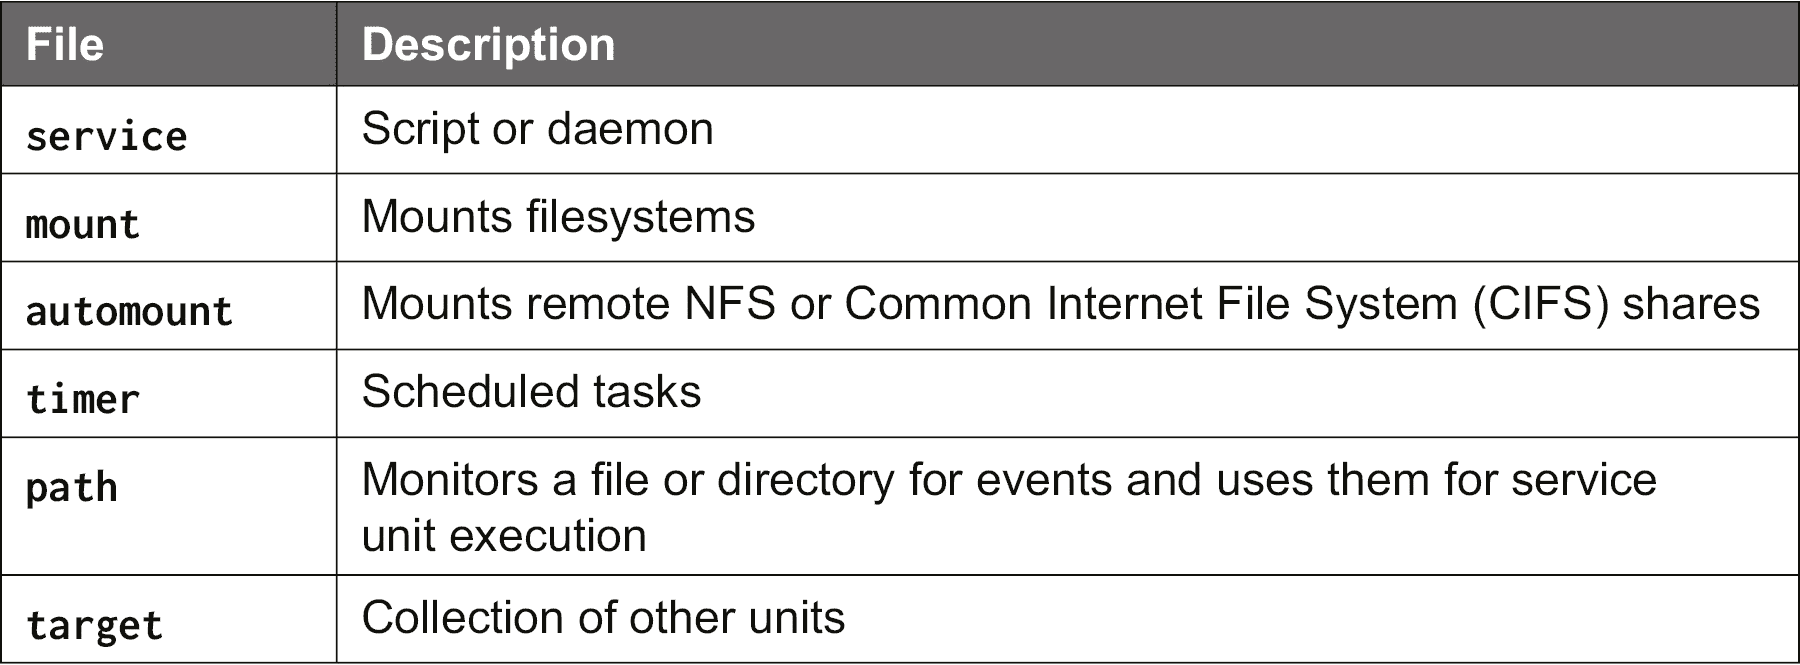 File Description
service Script or daemon
mount Mounts filesystems
automount Mounts remote NFS or Common Internet File System (CIFS) shares
timer Scheduled tasks
path Monitors a file or directory for events and uses them for service
unit execution
target Collection of other units